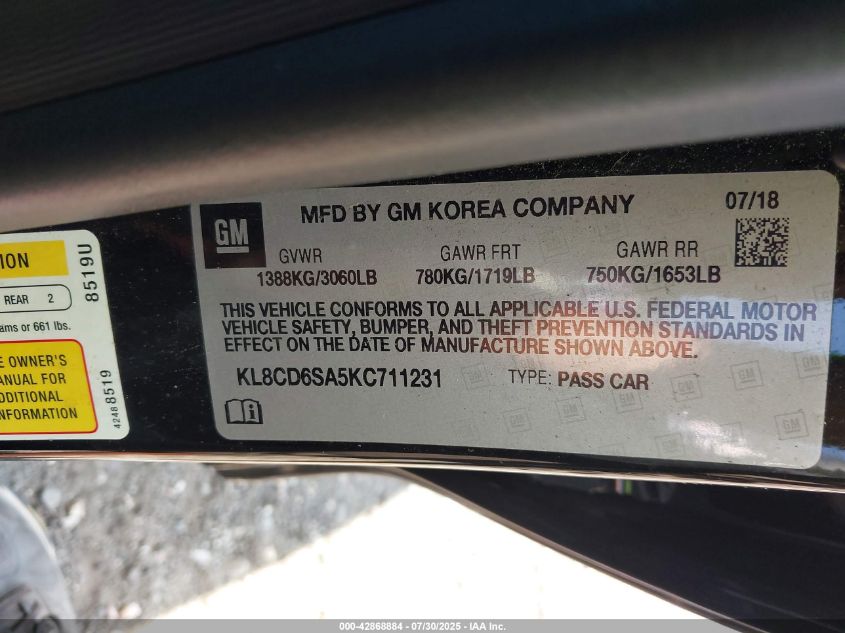 GM
MFD BY GM KOREA COMPANY
07/18
GVWR GAWR FRT GAWR RR
1388KG/3060LB 780KG/1719LB 750KG/1653LB
THIS VEHICLE CONFORMS TO ALL APPLICABLE U.S. FEDERAL MOTOR
VEHICLE SAFETY, BUMPER, AND THEFT PREVENTION STANDARDS IN
EFFECT ON THE DATE OF MANUFACTURE SHOWN ABOVE.
KL8CD6SA5KC711231 TYPE: PASS CAR
ION
REAR 2
ams or 661 lbs.
E OWNER'S
ANUAL FOR
DDITIONAL
INFORMATION
8519U
42488519
000-42868884 / 07/30/2025 - IAA Inc.